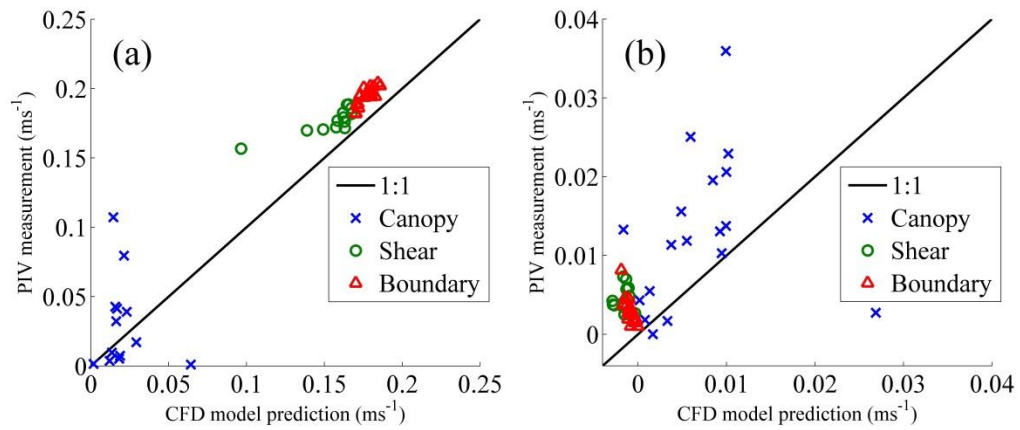 (a)
0.25
0.2
0.15
0.1
0.05
0
PIV measurement (ms⁻¹)
1:1
Canopy
Shear
Boundary
0 0.05 0.1 0.15 0.2 0.25
CFD model prediction (ms⁻¹)
(b)
0.04
0.03
0.02
0.01
0
PIV measurement (ms⁻¹)
1:1
Canopy
Shear
Boundary
0 0.01 0.02 0.03 0.04
CFD model prediction (ms⁻¹)